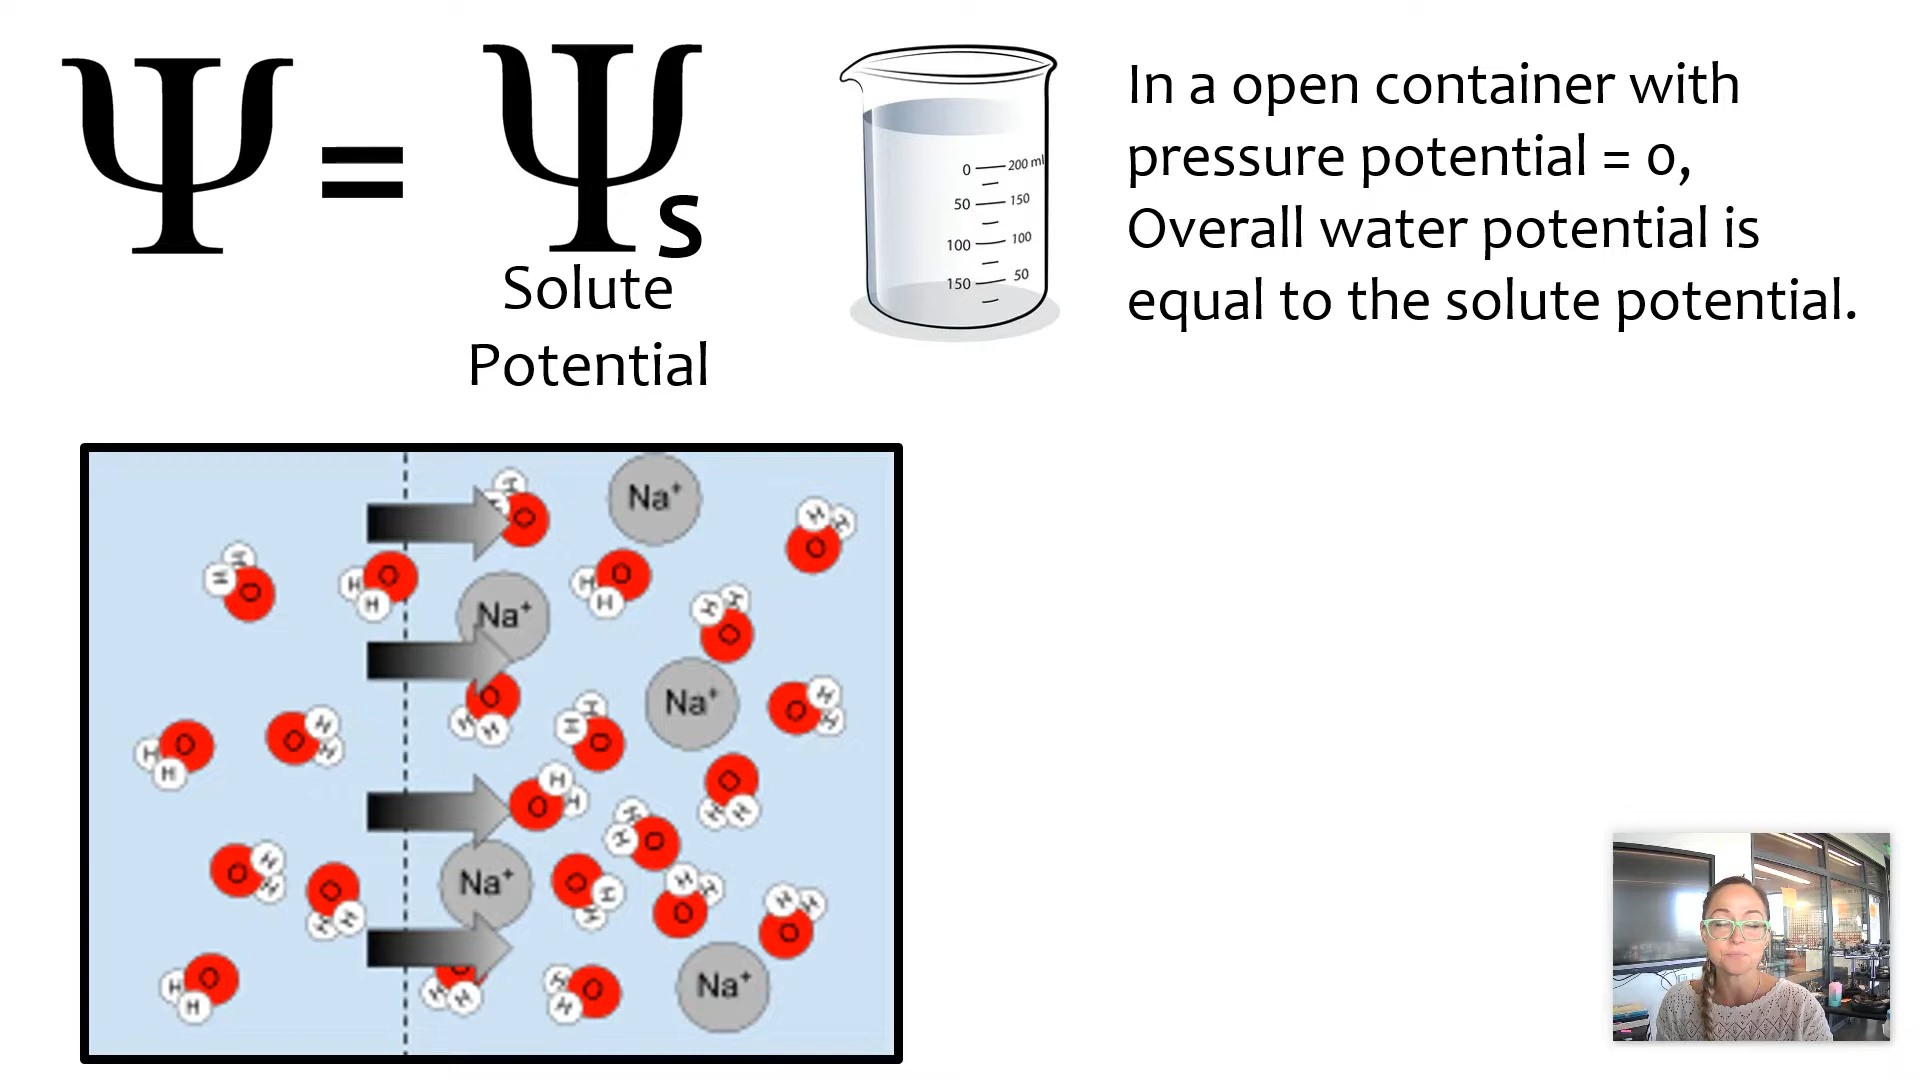 Ψ = Ψs
Solute
Potential
0 200 ml
50 150
100 100
150 50
In a open container with
pressure potential = 0,
Overall water potential is
equal to the solute potential.
H
H O Na⁺ H H
O
H H O
H O
H H O
H H
Na⁺ H H
O
O
H H
Na⁺
O H H
H H O
H O H H
H H O
O H H
O
H H
H H O
O H H
O H H
Na⁺
O H H
H H O
O
H H
H H O
H H O
O
H H
H H O
Na⁺